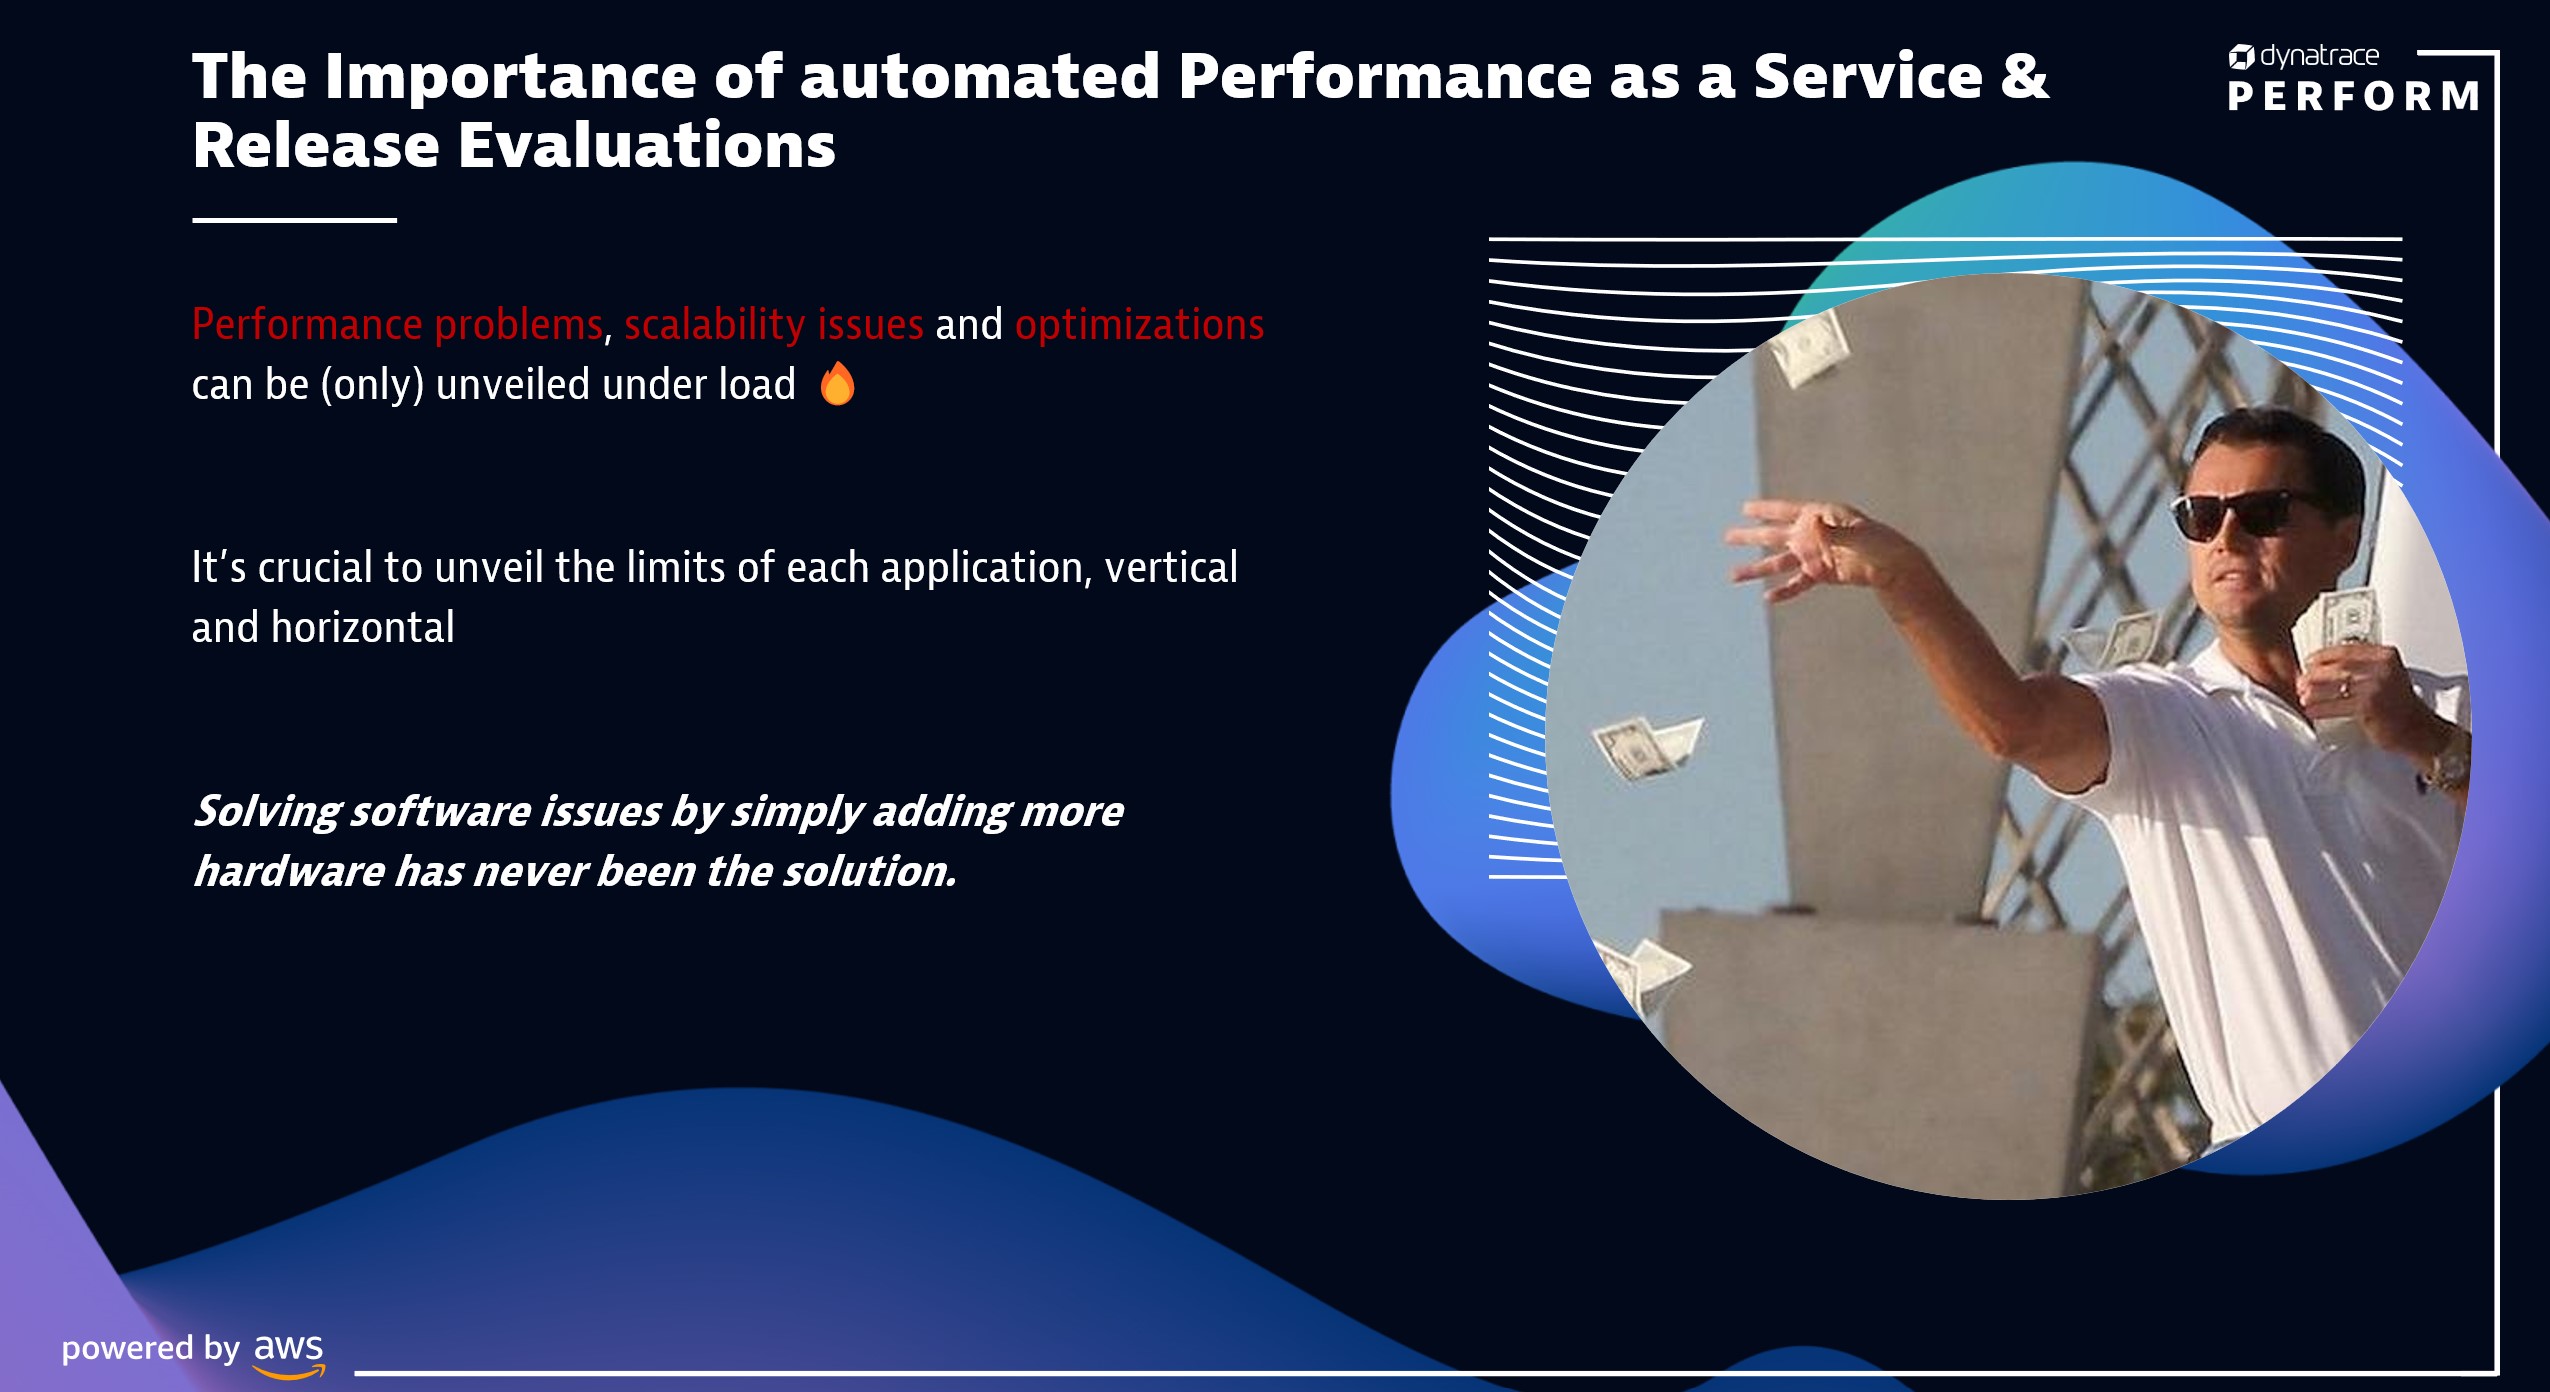 The Importance of automated Performance as a Service &
Release Evaluations
dynatrace
PERFORM
Performance problems, scalability issues and optimizations
can be (only) unveiled under load 🔥
It’s crucial to unveil the limits of each application, vertical
and horizontal
Solving software issues by simply adding more
hardware has never been the solution.
powered by aws